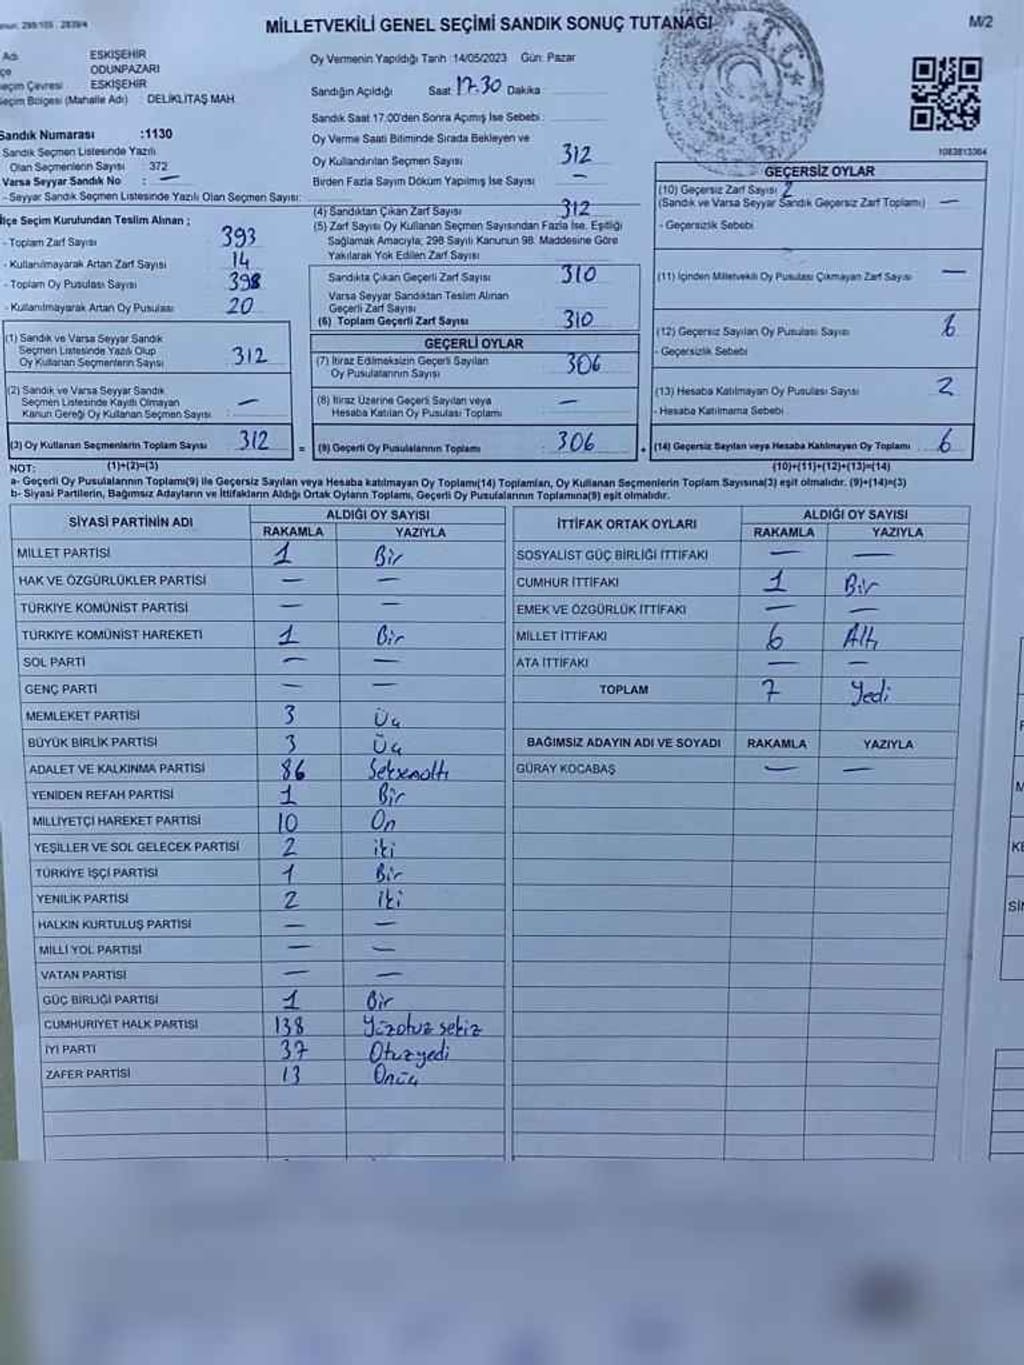 MİLLETVEKİLİ GENEL SEÇİMİ SANDIK SONUÇ TUTANAĞI
M/2
Adı ESKİŞEHİR
ODUNPAZARI
Seçim Çevresi ESKİŞEHİR
Seçim Bölgesi (Mahalle Adı) : DELİKLİTAŞ MAH.
Sandık Numarası :1130
Sandık Seçmen Listesinde Yazılı
Olan Seçmenlerin Sayısı : 372
Varsa Seyyar Sandık No : —
- Seyyar Sandık Seçmen Listesinde Yazılı Olan Seçmen Sayısı:
İlçe Seçim Kurulundan Teslim Alınan ;
- Toplam Zarf Sayısı 393
- Kullanılmayarak Artan Zarf Sayısı 14
- Toplam Oy Pusulası Sayısı 398
- Kullanılmayarak Artan Oy Pusulası 20
(1) Sandık ve Varsa Seyyar Sandık
Seçmen Listesinde Yazılı Olup
Oy Kullanan Seçmenlerin Sayısı 312
(2) Sandık ve Varsa Seyyar Sandık
Seçmen Listesinde Kayıtlı Olmayan
Kanun Gereği Oy Kullanan Seçmen Sayısı : —
(3) Oy Kullanan Seçmenlerin Toplam Sayısı 312
Oy Vermenin Yapıldığı Tarih :14/05/2023 Gün: Pazar
Sandığın Açıldığı Saat 17.30 Dakika
Sandık Saat 17:00'den Sonra Açımış İse Sebebi :
Oy Verme Saati Bitiminde Sırada Bekleyen ve
Oy Kullandırılan Seçmen Sayısı 312
Birden Fazla Sayım Döküm Yapılmış İse Sayısı —
(4) Sandıktan Çıkan Zarf Sayısı 312
(5) Zarf Sayısı Oy Kullanan Seçmen Sayısından Fazla İse, Eşitliği
Sağlamak Amacıyla; 298 Sayılı Kanunun 98. Maddesine Göre
Yakılarak Yok Edilen Zarf Sayısı
Sandıkta Çıkan Geçerli Zarf Sayısı 310
Varsa Seyyar Sandıktan Teslim Alınan
Geçerli Zarf Sayısı
(6) Toplam Geçerli Zarf Sayısı 310
GEÇERLİ OYLAR
(7) İtiraz Edilmeksizin Geçerli Sayılan
Oy Pusulalarının Sayısı 306
(8) İtiraz Üzerine Geçerli Sayılan veya
Hesaba Katılan Oy Pusulası Toplamı —
= (9) Geçerli Oy Pusulalarının Toplamı 306
1083813064
GEÇERSİZ OYLAR
(10) Geçersiz Zarf Sayısı 2
(Sandık ve Varsa Seyyar Sandık Geçersiz Zarf Toplamı) —
- Geçersizlik Sebebi
(11) İçinden Milletvekili Oy Pusulası Çıkmayan Zarf Sayısı —
(12) Geçersiz Sayılan Oy Pusulası Sayısı 6
- Geçersizlik Sebebi
(13) Hesaba Katılmayan Oy Pusulası Sayısı 2
- Hesaba Katılmama Sebebi
+ (14) Geçersiz Sayılan veya Hesaba Katılmayan Oy Toplamı 6
NOT: (1)+(2)=(3) (10)+(11)+(12)+(13)=(14)
a- Geçerli Oy Pusulalarının Toplamı(9) ile Geçersiz Sayılan veya Hesaba katılmayan Oy Toplamı(14) Toplamları, Oy Kullanan Seçmenlerin Toplam Sayısına(3) eşit olmalıdır. (9)+(14)=(3)
b- Siyasi Partilerin, Bağımsız Adayların ve İttifakların Aldığı Ortak Oyların Toplamı, Geçerli Oy Pusulalarının Toplamına(9) eşit olmalıdır.
SİYASİ PARTİNİN ADI ALDIĞI OY SAYISI
RAKAMLA YAZIYLA
MİLLET PARTİSİ 1 Bir
HAK VE ÖZGÜRLÜKLER PARTİSİ — —
TÜRKİYE KOMÜNİST PARTİSİ — —
TÜRKİYE KOMÜNİST HAREKETİ 1 Bir
SOL PARTİ — —
GENÇ PARTİ — —
MEMLEKET PARTİSİ 3 Üç
BÜYÜK BİRLİK PARTİSİ 3 Üç
ADALET VE KALKINMA PARTİSİ 86 Seksenaltı
YENİDEN REFAH PARTİSİ 1 Bir
MİLLİYETÇİ HAREKET PARTİSİ 10 On
YEŞİLLER VE SOL GELECEK PARTİSİ 2 iki
TÜRKİYE İŞÇİ PARTİSİ 1 Bir
YENİLİK PARTİSİ 2 İki
HALKIN KURTULUŞ PARTİSİ — —
MİLLİ YOL PARTİSİ — —
VATAN PARTİSİ — —
GÜÇ BİRLİĞİ PARTİSİ 1 Bir
CUMHURİYET HALK PARTİSİ 138 Yüzotuz sekiz
İYİ PARTİ 37 Otuzyedi
ZAFER PARTİSİ 13 Onüç
İTTİFAK ORTAK OYLARI ALDIĞI OY SAYISI
RAKAMLA YAZIYLA
SOSYALİST GÜÇ BİRLİĞİ İTTİFAKI — —
CUMHUR İTTİFAKI 1 Bir
EMEK VE ÖZGÜRLÜK İTTİFAKI — —
MİLLET İTTİFAKI 6 Altı
ATA İTTİFAKI — —
TOPLAM 7 Yedi
BAĞIMSIZ ADAYIN ADI VE SOYADI RAKAMLA YAZIYLA
GÜRAY KOCABAŞ — —